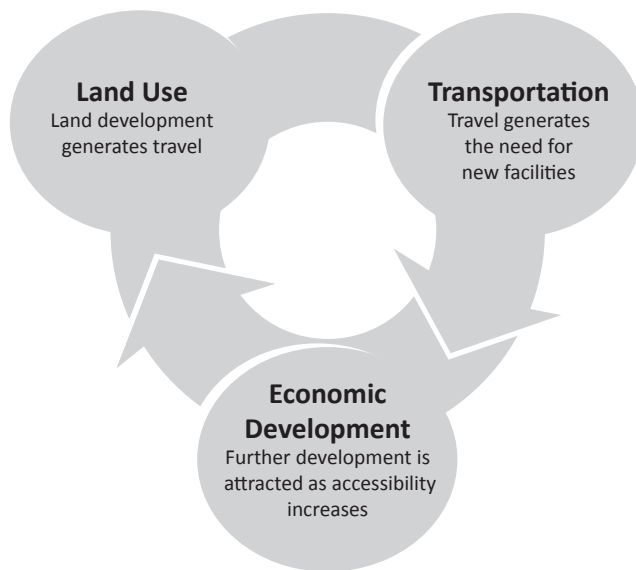 Land Use
Land development
generates travel
Transportation
Travel generates
the need for
new facilities
Economic
Development
Further development is
attracted as accessibility
increases